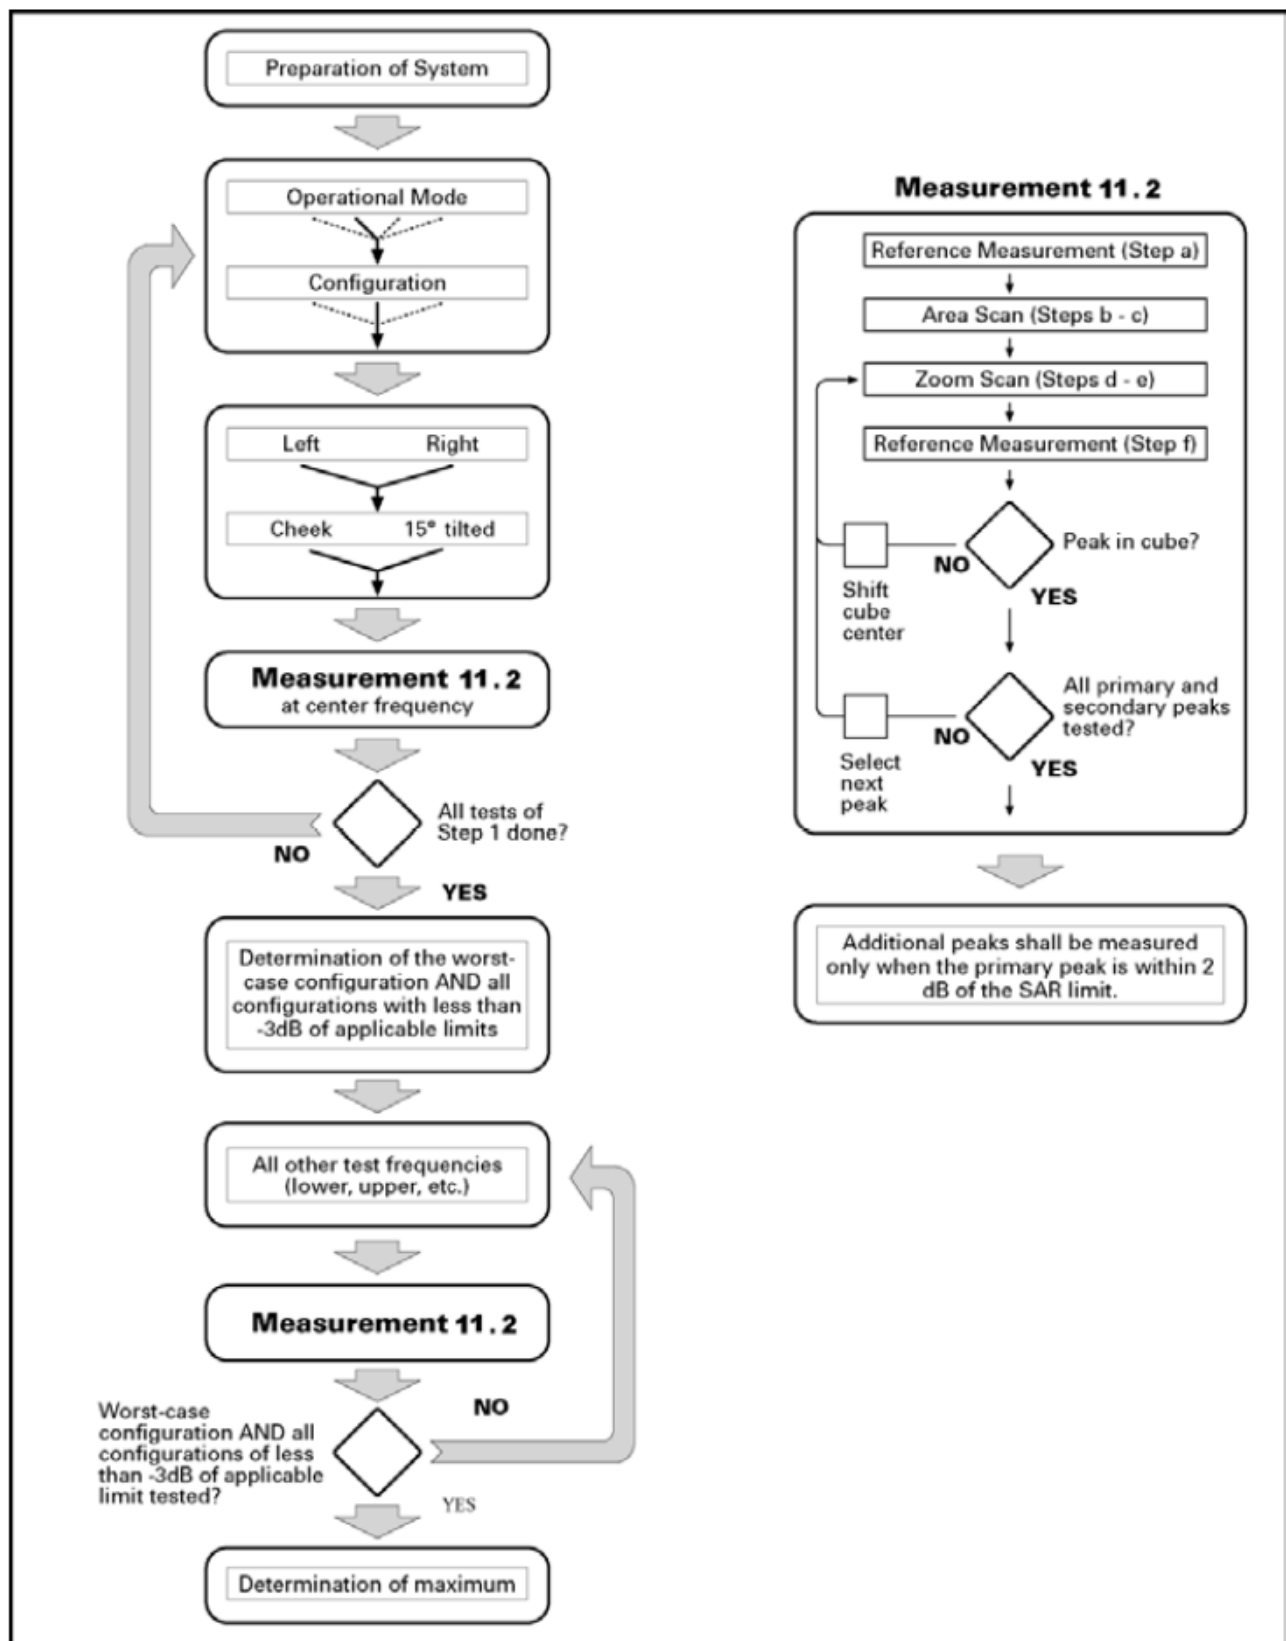 Preparation of System
Operational Mode
Configuration
Left Right
Cheek 15° tilted
Measurement 11.2
at center frequency
All tests of
Step 1 done?
NO
YES
Determination of the worst-
case configuration AND all
configurations with less than
-3dB of applicable limits
All other test frequencies
(lower, upper, etc.)
Measurement 11.2
NO
Worst-case
configuration AND all
configurations of less
than -3dB of applicable
limit tested?
YES
Determination of maximum
Measurement 11.2
Reference Measurement (Step a)
Area Scan (Steps b - c)
Zoom Scan (Steps d - e)
Reference Measurement (Step f)
Peak in cube?
NO
Shift
cube
center
YES
All primary and
secondary peaks
tested?
NO
Select
next
peak
YES
Additional peaks shall be measured
only when the primary peak is within 2
dB of the SAR limit.